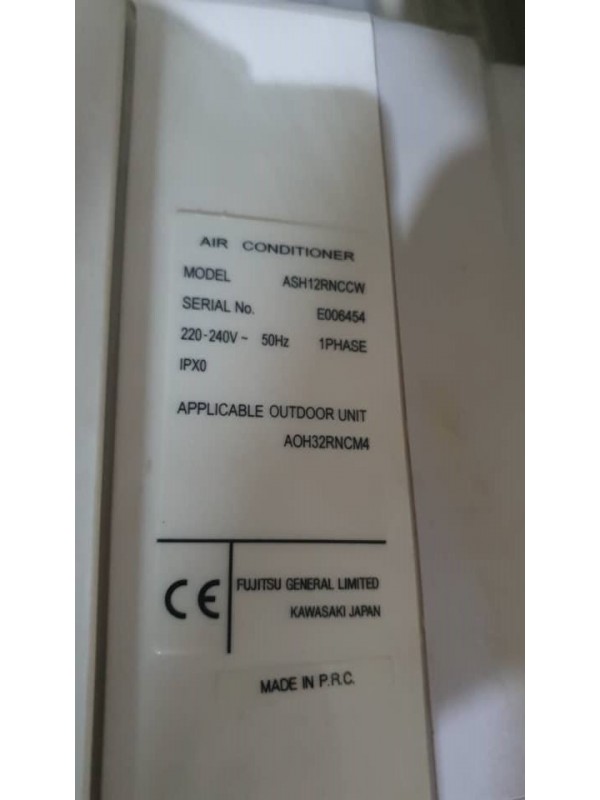 AIR CONDITIONER
MODEL ASH12RNCCW
SERIAL No. E006454
220-240V ~ 50Hz 1PHASE
IPX0
APPLICABLE OUTDOOR UNIT
AOH32RNCM4
CE
FUJITSU GENERAL LIMITED
KAWASAKI JAPAN
MADE IN P.R.C.